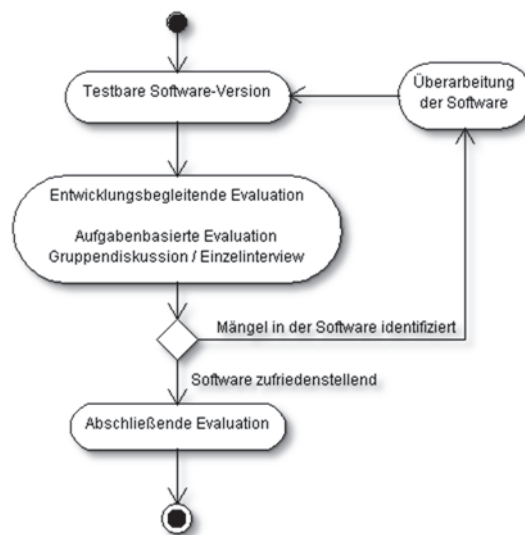 Testbare Software-Version
Überarbeitung
der Software
Entwicklungsbegleitende Evaluation
Aufgabenbasierte Evaluation
Gruppendiskussion / Einzelinterview
Mängel in der Software identifiziert
Software zufriedenstellend
Abschließende Evaluation